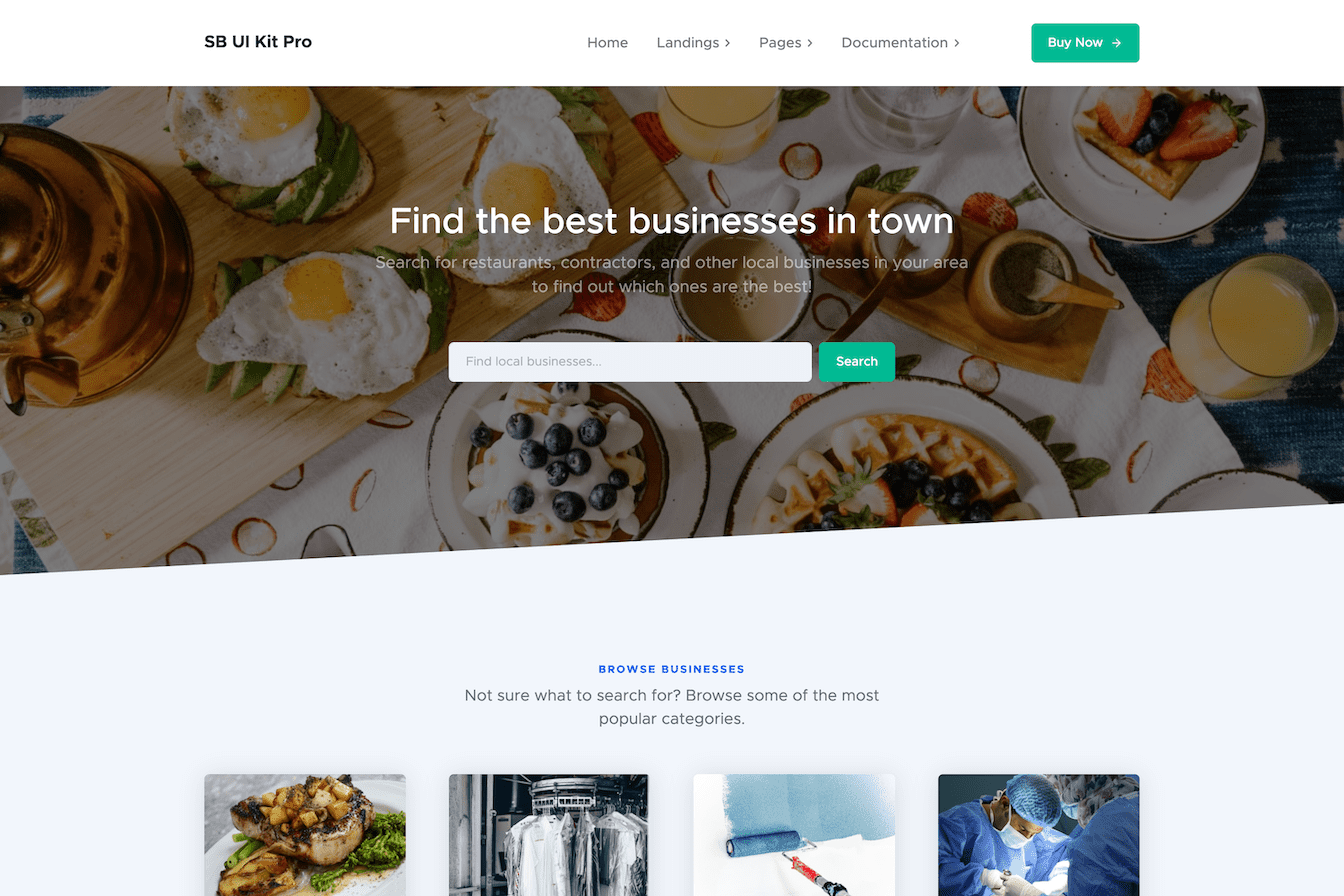 SB UI Kit Pro
Home
Landings
Pages
Documentation
Buy Now
Find the best businesses in town
Search for restaurants, contractors, and other local businesses in your area
to find out which ones are the best!
Find local businesses...
Search
BROWSE BUSINESSES
Not sure what to search for? Browse some of the most
popular categories.